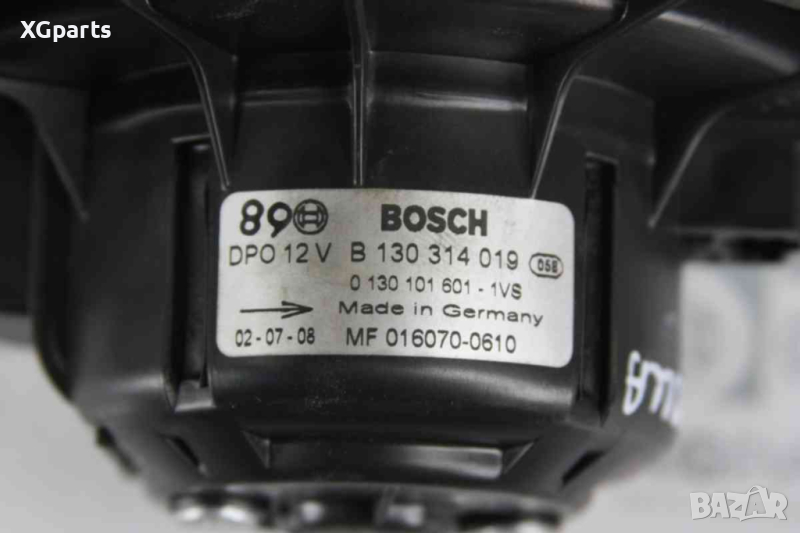 XGparts
89 BOSCH
DPO 12 V B 130 314 019 05B
0 130 101 601 - 1VS
Made in Germany
02-07-08 MF 016070-0610
BAZAR